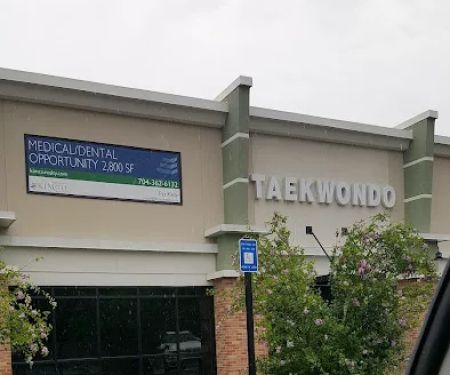 MEDICAL/DENTAL
OPPORTUNITY 2,800 SF
704-362-6132
TAEKWONDO